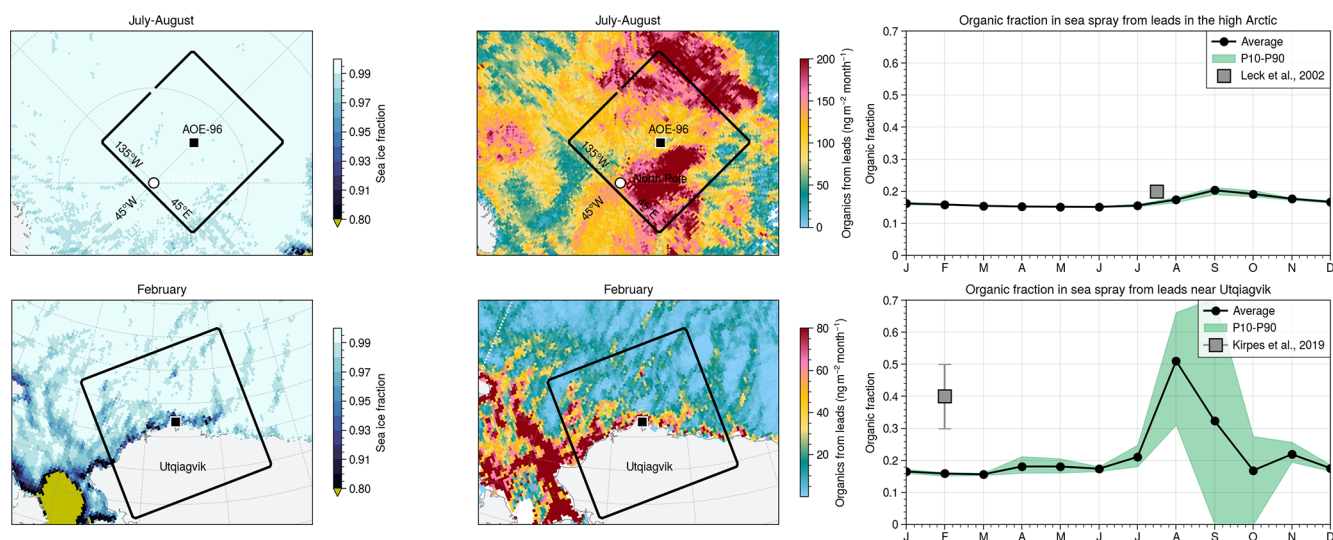 July-August
AOE-96
135°W
45°W
45°E
0.99
0.97
0.95
0.93
0.91
0.80
Sea ice fraction
July-August
AOE-96
135°W
North Pole
45°W
200
150
100
50
0
Organics from leads (ng m⁻² month⁻¹)
Organic fraction in sea spray from leads in the high Arctic
0.7
0.6
0.5
0.4
0.3
0.2
0.1
0
Organic fraction
Average
P10-P90
Leck et al., 2002
J F M A M J J A S O N D
February
Utqiagvik
0.99
0.97
0.95
0.93
0.91
0.80
Sea ice fraction
February
Utqiagvik
80
60
40
20
Organics from leads (ng m⁻² month⁻¹)
Organic fraction in sea spray from leads near Utqiagvik
0.7
0.6
0.5
0.4
0.3
0.2
0.1
0
Organic fraction
Average
P10-P90
Kirpes et al., 2019
J F M A M J J A S O N D